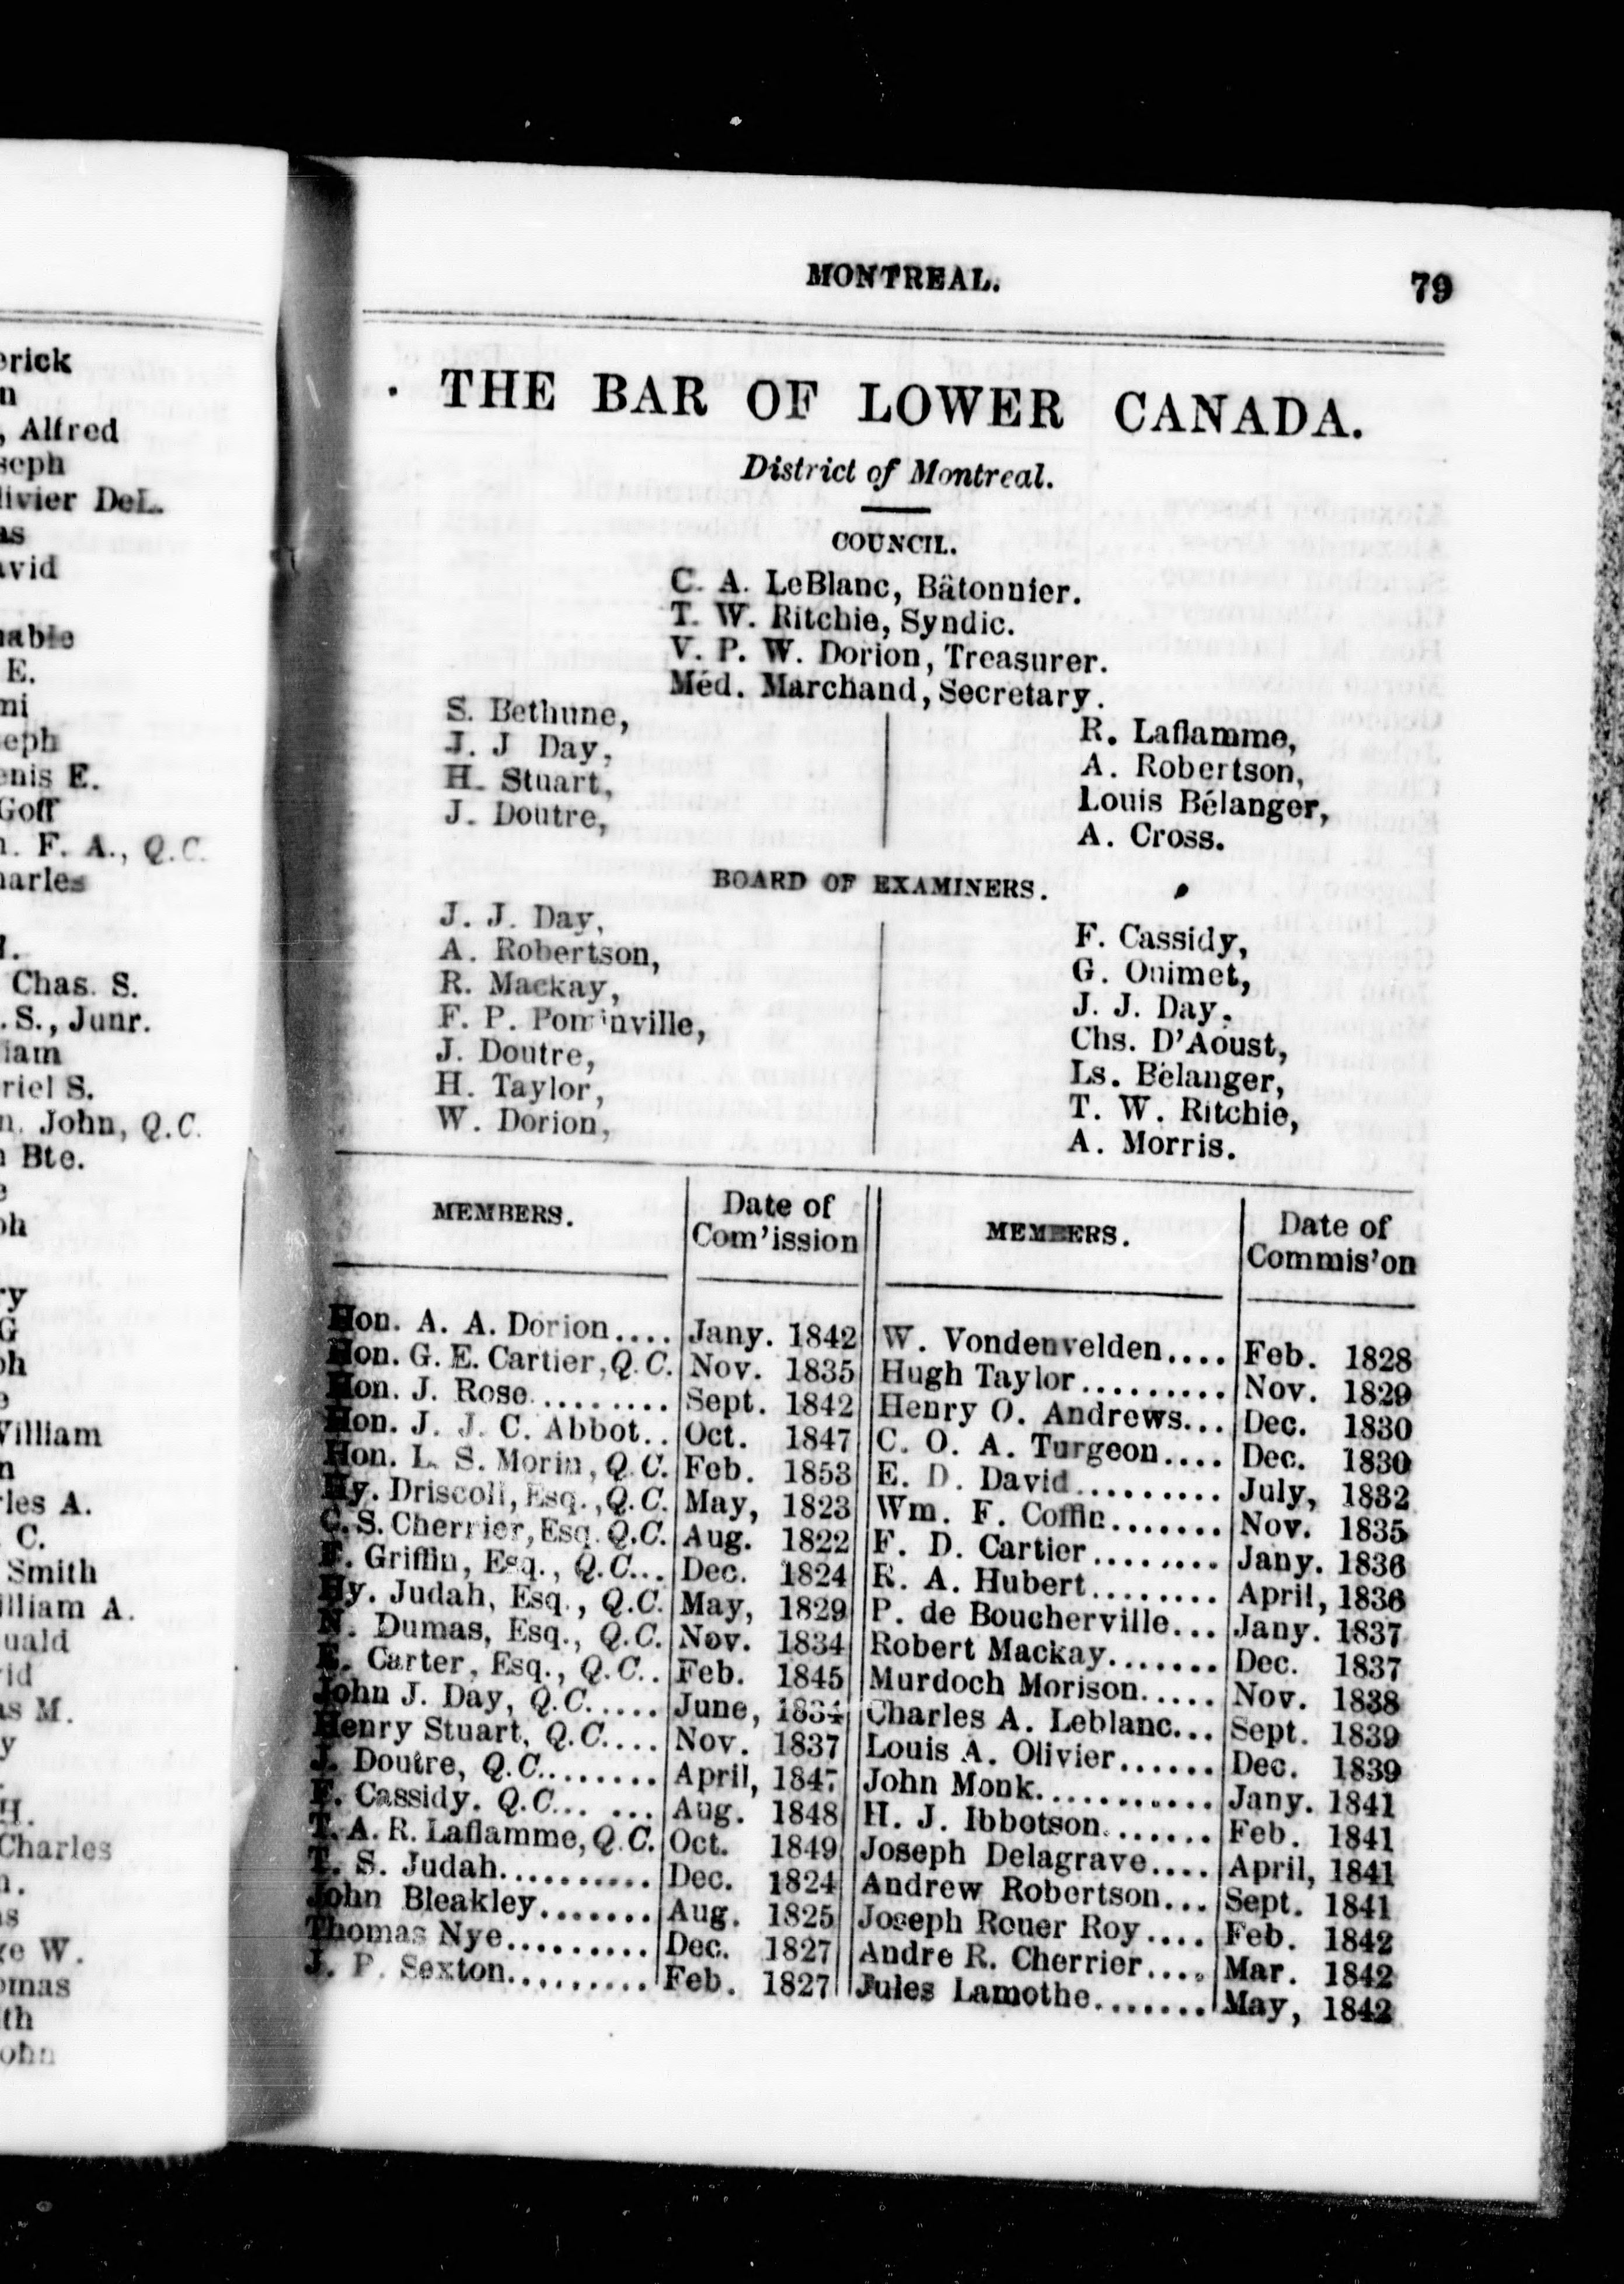 MONTREAL. 79
THE BAR OF LOWER CANADA.
District of Montreal.
COUNCIL.
C. A. LeBlanc, Bâtonnier.
T. W. Ritchie, Syndic.
V. P. W. Dorion, Treasurer.
Méd. Marchand, Secretary.
S. Bethune,
J. J Day,
H. Stuart,
J. Doutre,
R. Laflamme,
A. Robertson,
Louis Bélanger,
A. Cross.
BOARD OF EXAMINERS.
J. J. Day,
A. Robertson,
R. Mackay,
F. P. Pominville,
J. Doutre,
H. Taylor,
W. Dorion,
F. Cassidy,
G. Ouimet,
J. J. Day,
Chs. D'Aoust,
Ls. Bélanger,
T. W. Ritchie,
A. Morris.
MEMBERS. Date of Com'ission
Hon. A. A. Dorion.... Jany. 1842
Hon. G. E. Cartier, Q.C. Nov. 1835
Hon. J. Rose.......... Sept. 1842
Hon. J. J. C. Abbot.. Oct. 1847
Hon. L. S. Morin, Q.C. Feb. 1853
Hy. Driscoll, Esq., Q.C. May, 1823
C. S. Cherrier, Esq. Q.C. Aug. 1822
F. Griffin, Esq., Q.C... Dec. 1824
Hy. Judah, Esq., Q.C. May, 1829
N. Dumas, Esq., Q.C. Nov. 1834
E. Carter, Esq., Q.C.. Feb. 1845
John J. Day, Q.C..... June, 1834
Henry Stuart, Q.C.... Nov. 1837
J. Doutre, Q.C........ April, 1847
F. Cassidy. Q.C... ... Aug. 1848
T. A. R. Laflamme, Q.C. Oct. 1849
T. S. Judah.......... Dec. 1824
John Bleakley....... Aug. 1825
Thomas Nye......... Dec. 1827
J. P. Sexton......... Feb. 1827
MEMBERS. Date of Commis'on
W. Vondenvelden.... Feb. 1828
Hugh Taylor......... Nov. 1829
Henry O. Andrews... Dec. 1830
C. O. A. Turgeon.... Dec. 1830
E. D. David.......... July, 1832
Wm. F. Coffin....... Nov. 1835
F. D. Cartier........ Jany. 1836
R. A. Hubert........ April, 1836
P. de Boucherville... Jany. 1837
Robert Mackay....... Dec. 1837
Murdoch Morison..... Nov. 1838
Charles A. Leblanc... Sept. 1839
Louis A. Olivier...... Dec. 1839
John Monk............ Jany. 1841
H. J. Ibbotson....... Feb. 1841
Joseph Delagrave.... April, 1841
Andrew Robertson... Sept. 1841
Joseph Rouer Roy.... Feb. 1842
Andre R. Cherrier.... Mar. 1842
Jules Lamothe....... May, 1842